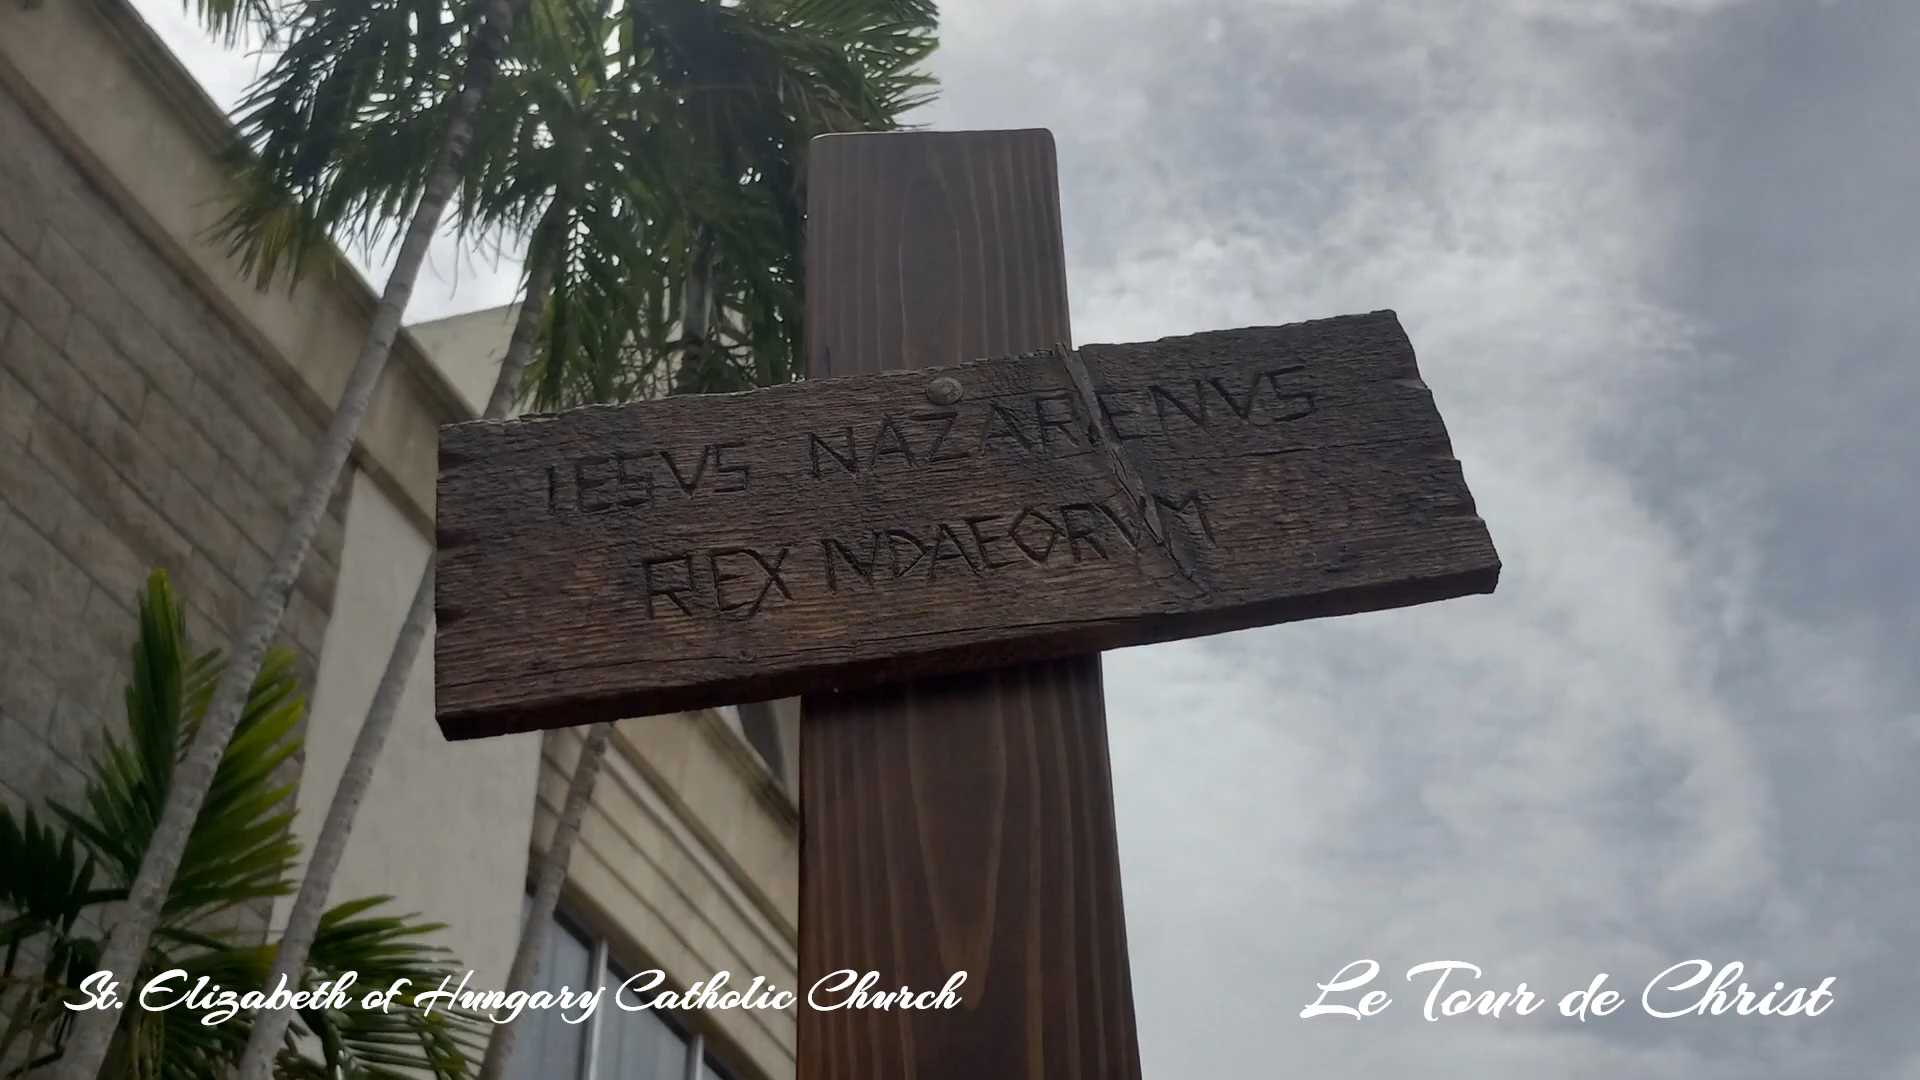 IESVS NAZARENVS
REX IVDAEORVM
St. Elizabeth of Hungary Catholic Church
Le Tour de Christ